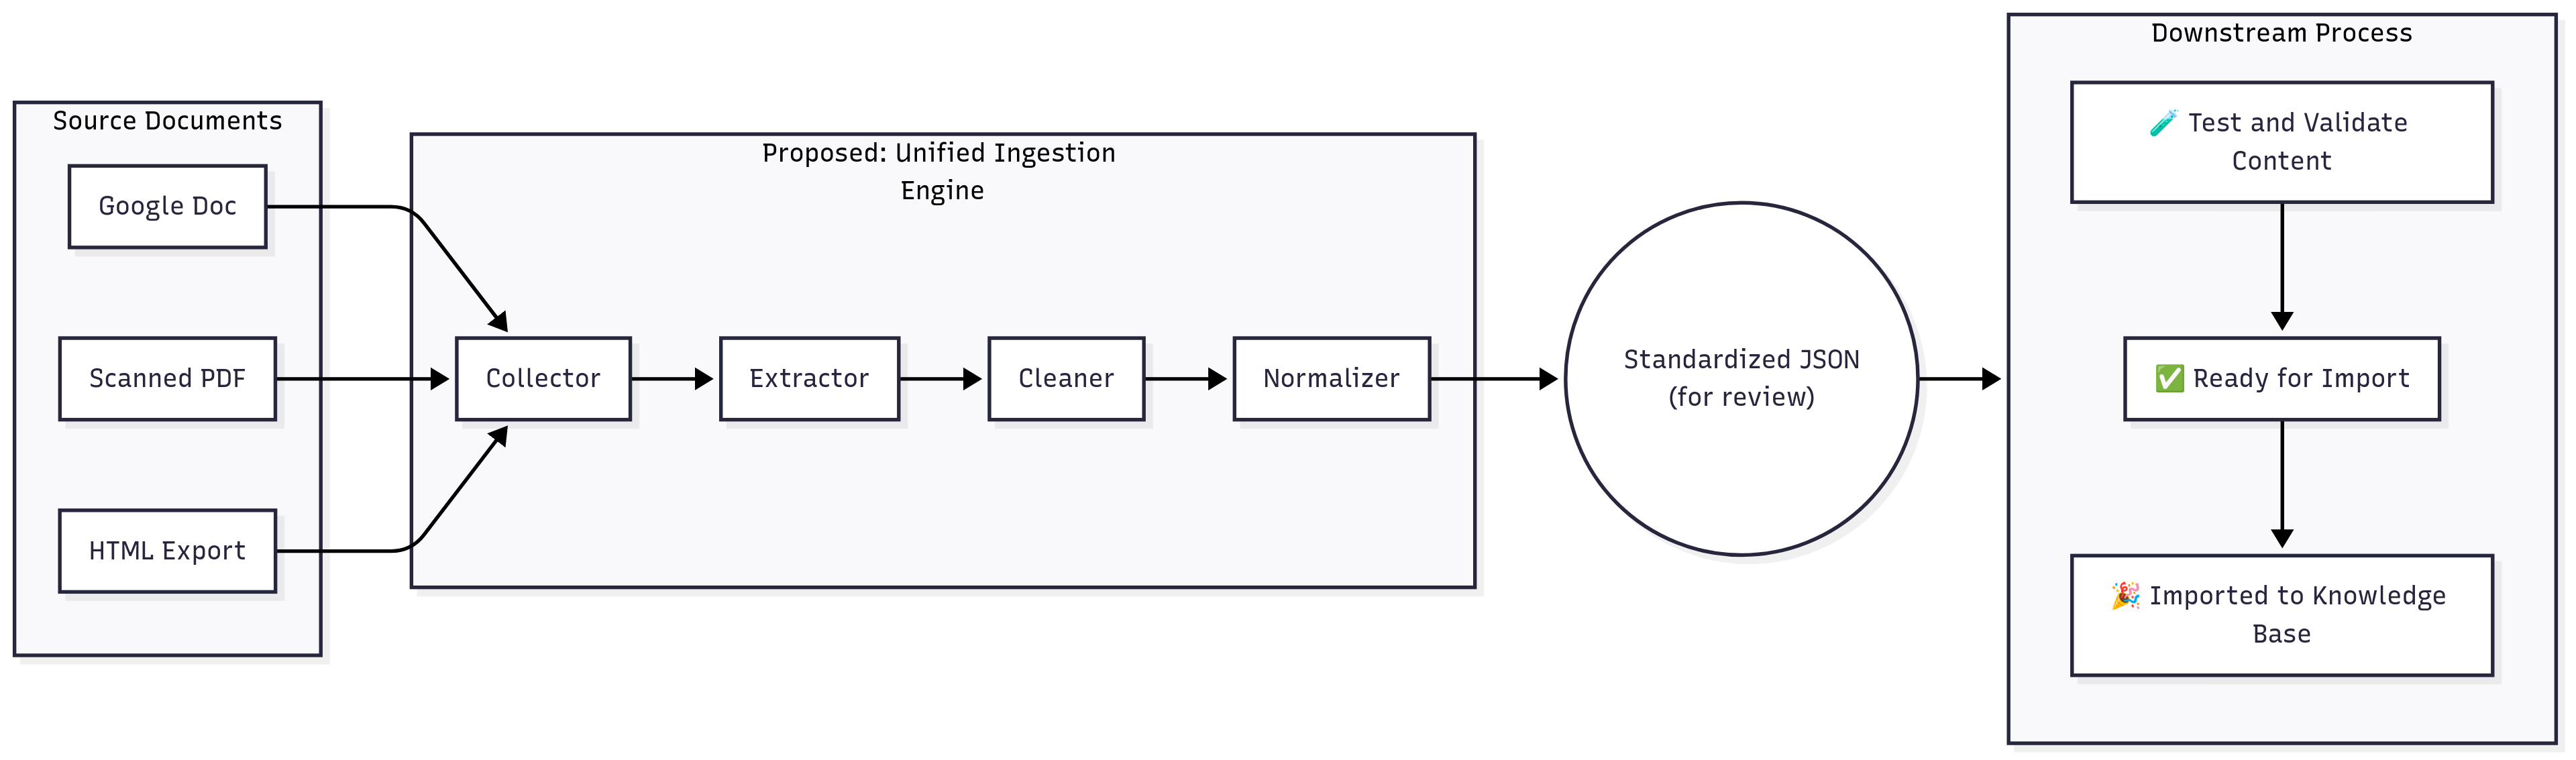 Source Documents
Google Doc
Scanned PDF
HTML Export
Proposed: Unified Ingestion
Engine
Collector
Extractor
Cleaner
Normalizer
Standardized JSON
(for review)
Downstream Process
🧪 Test and Validate
Content
✅ Ready for Import
🎉 Imported to Knowledge
Base